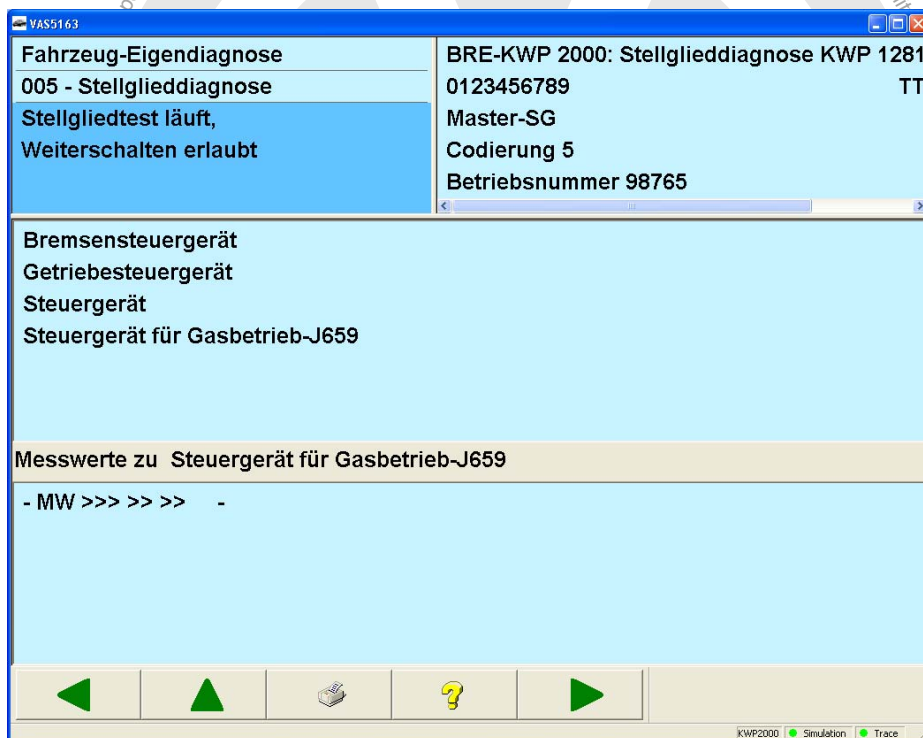 VAS5163
Fahrzeug-Eigendiagnose
005 - Stellglieddiagnose
Stellgliedtest läuft,
Weiterschalten erlaubt
BRE-KWP 2000: Stellglieddiagnose KWP 1281
0123456789 TT
Master-SG
Codierung 5
Betriebsnummer 98765
Bremsensteuergerät
Getriebesteuergerät
Steuergerät
Steuergerät für Gasbetrieb-J659
Messwerte zu Steuergerät für Gasbetrieb-J659
- MW >>> >> >> -
KWP2000 Simulation Trace